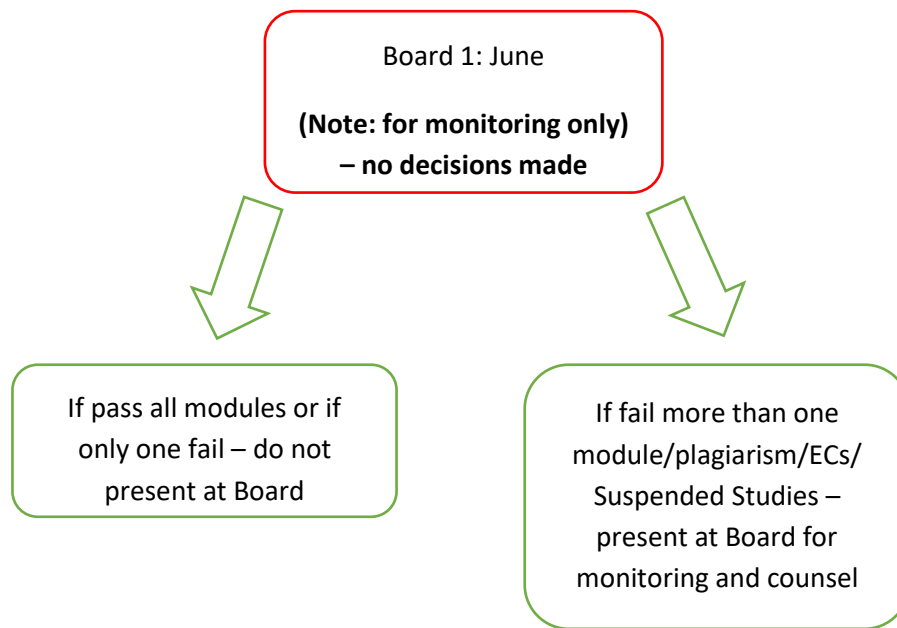 Board 1: June
(Note: for monitoring only)
– no decisions made
If pass all modules or if
only one fail – do not
present at Board
If fail more than one
module/plagiarism/ECs/
Suspended Studies –
present at Board for
monitoring and counsel